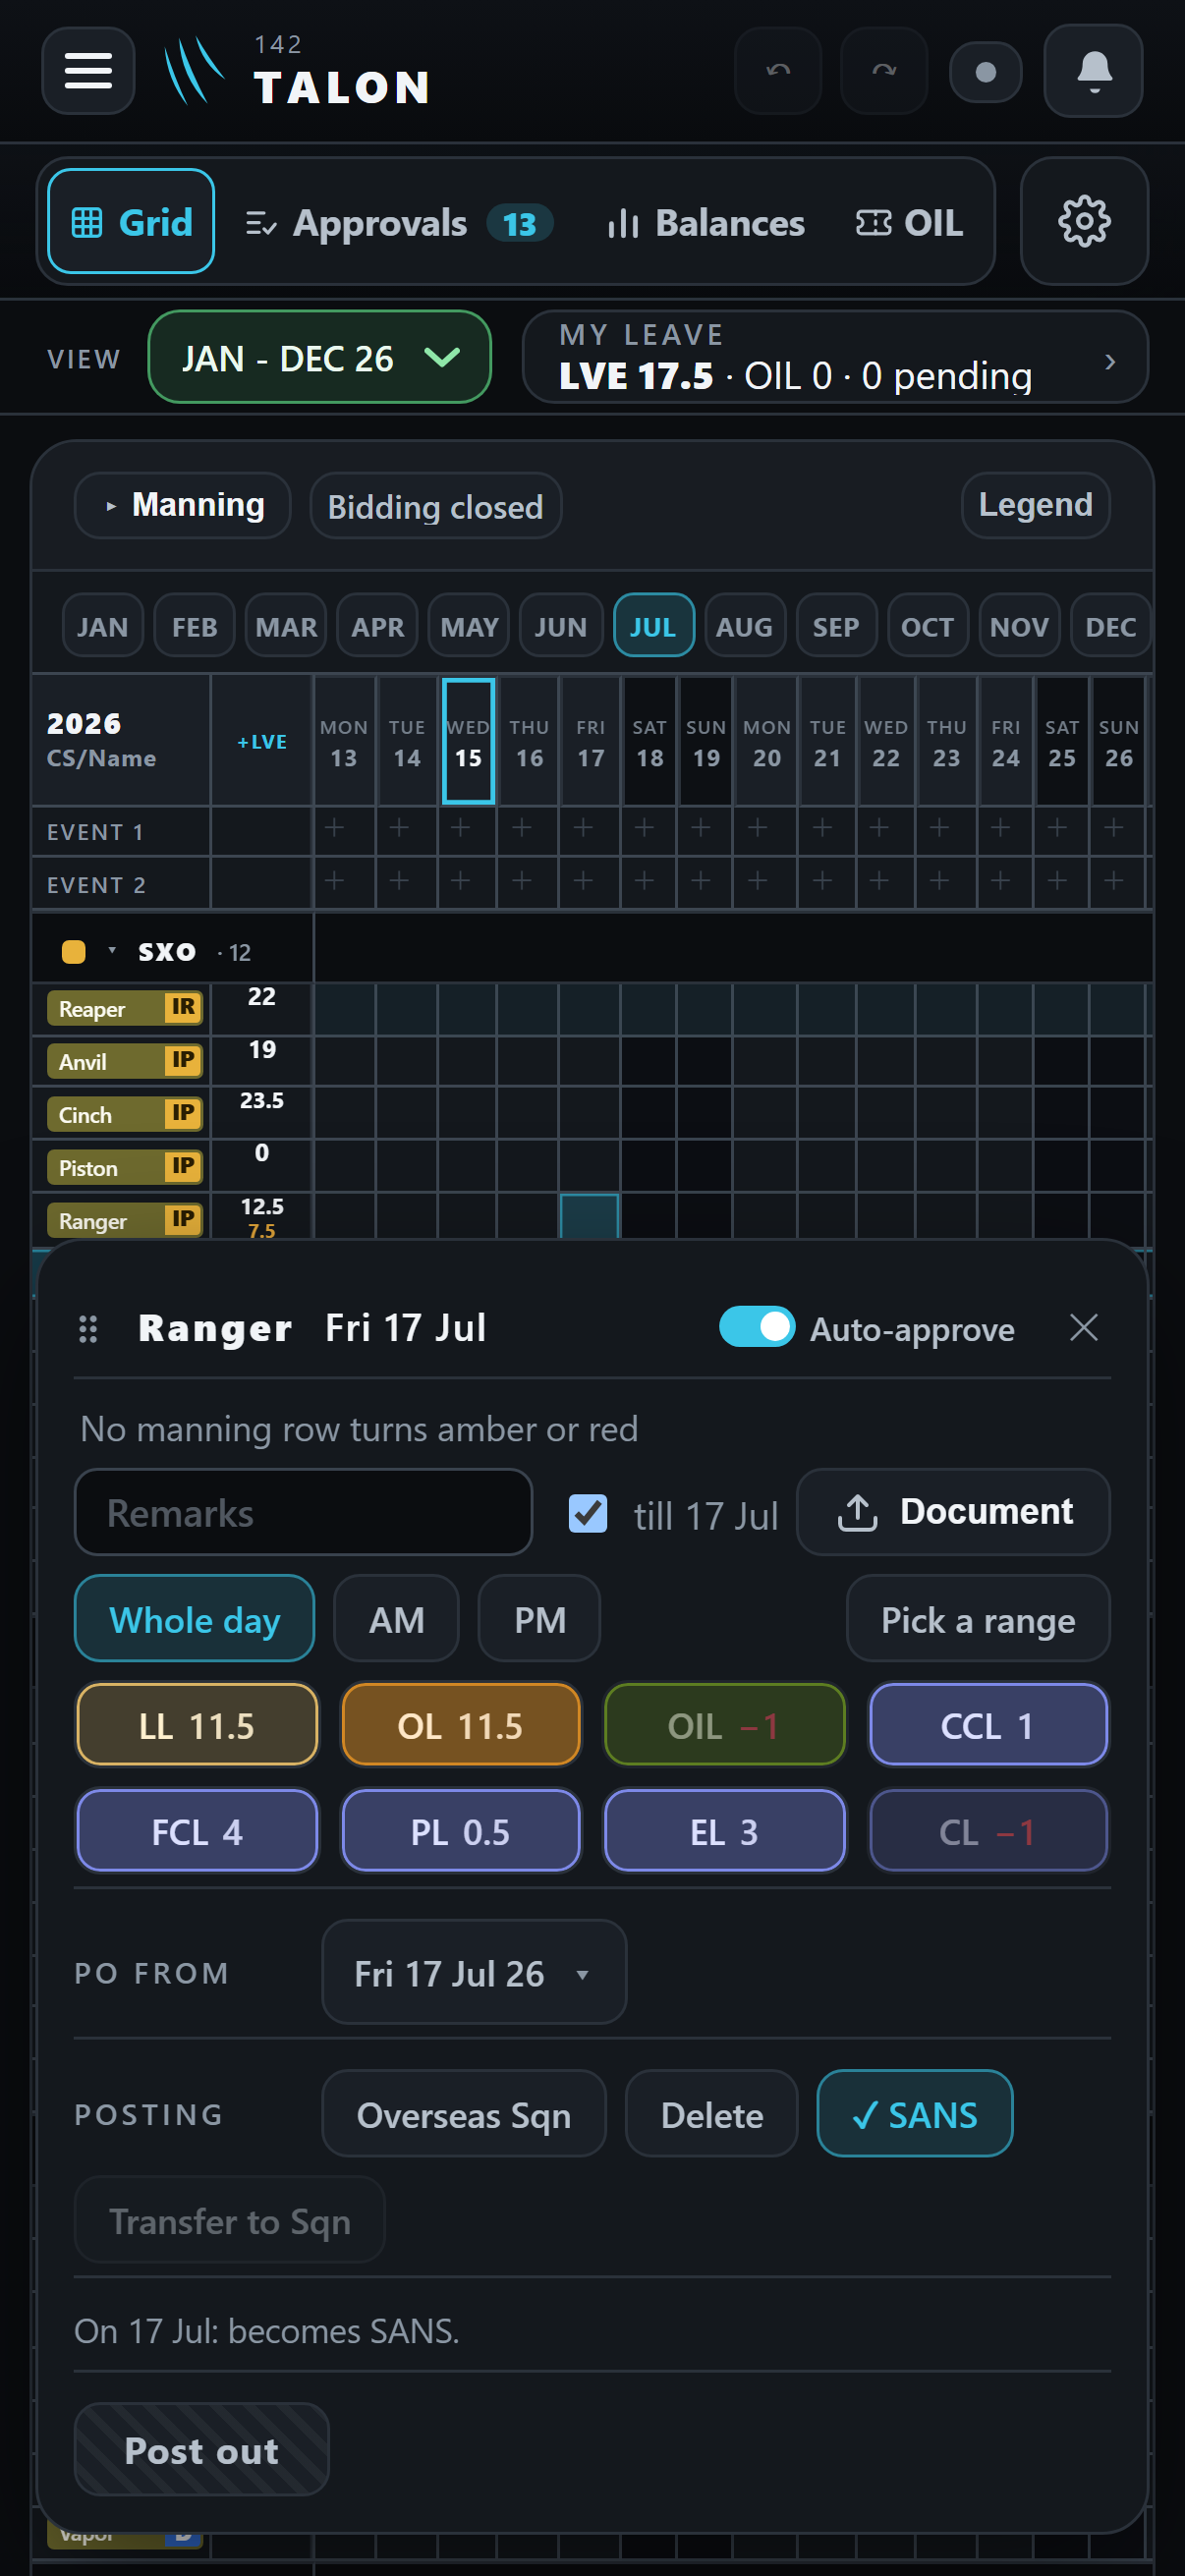 142
TALON
Grid Approvals 13 Balances OIL
VIEW JAN - DEC 26 MY LEAVE
LVE 17.5 · OIL 0 · 0 pending ›
▸ Manning Bidding closed Legend
JAN FEB MAR APR MAY JUN JUL AUG SEP OCT NOV DEC
2026 +LVE MON TUE WED THU FRI SAT SUN MON TUE WED THU FRI SAT SUN
CS/Name 13 14 15 16 17 18 19 20 21 22 23 24 25 26
EVENT 1 + + + + + + + + + + + + + +
EVENT 2 + + + + + + + + + + + + + +
▾ SXO · 12
Reaper IR 22
Anvil IP 19
Cinch IP 23.5
Piston IP 0
Ranger IP 12.5
7.5
Ranger Fri 17 Jul Auto-approve
No manning row turns amber or red
Remarks till 17 Jul Document
Whole day AM PM Pick a range
LL 11.5 OL 11.5 OIL −1 CCL 1
FCL 4 PL 0.5 EL 3 CL −1
PO FROM Fri 17 Jul 26 ▾
POSTING Overseas Sqn Delete ✓ SANS
Transfer to Sqn
On 17 Jul: becomes SANS.
Post out